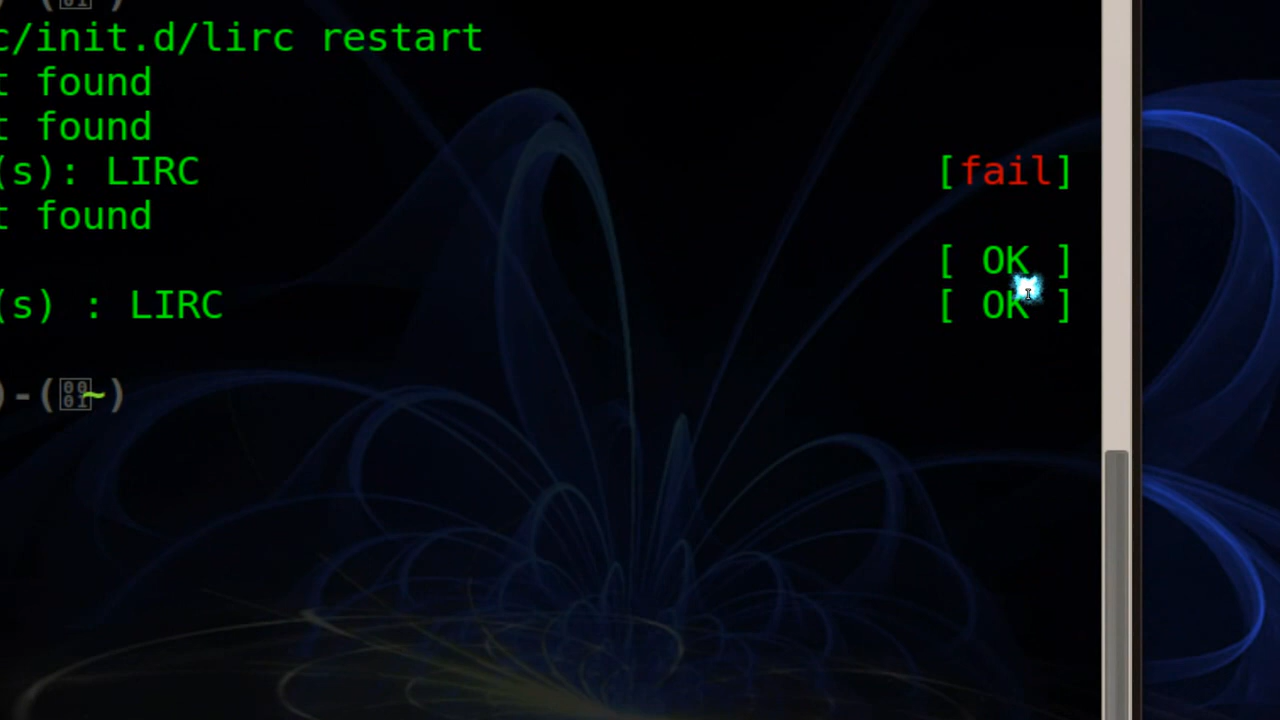 c/init.d/lirc restart
t found
t found
(s): LIRC [fail]
t found
[ OK ]
(s) : LIRC [ OK ]
)-(~)